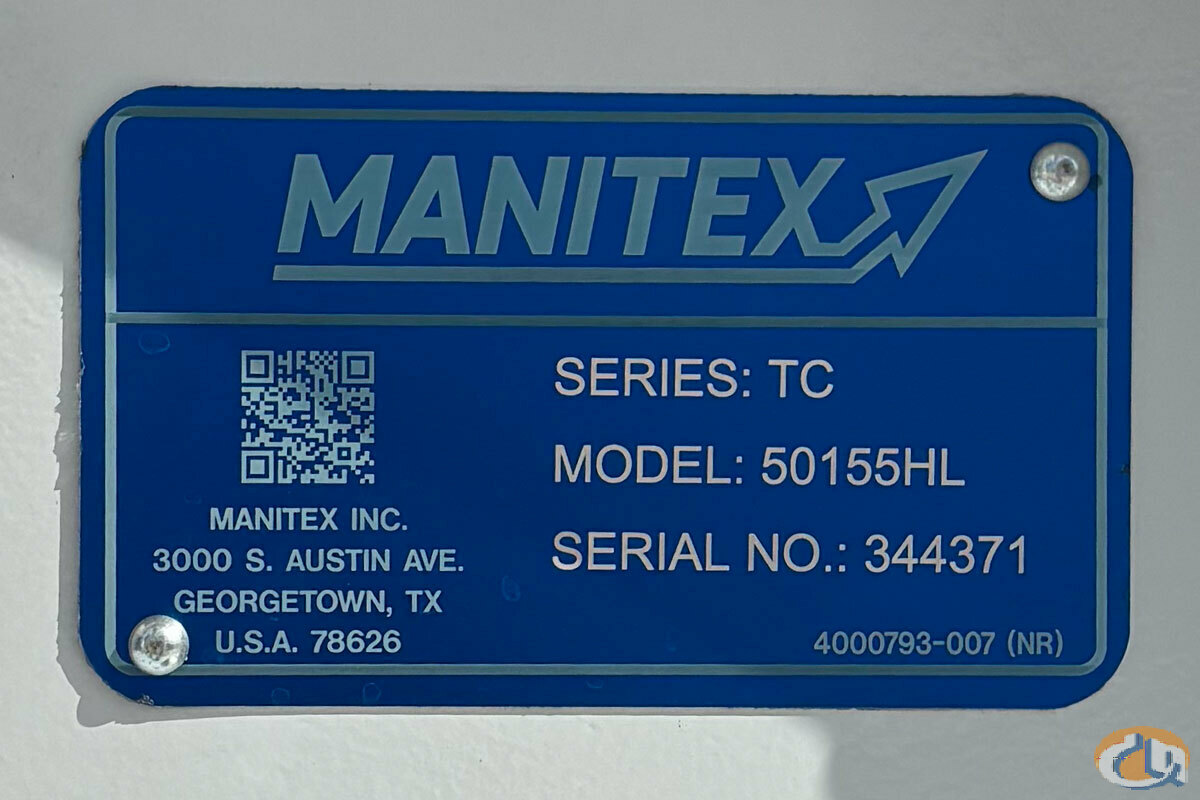 MANITEX
SERIES: TC
MODEL: 50155HL
SERIAL NO.: 344371
MANITEX INC.
3000 S. AUSTIN AVE.
GEORGETOWN, TX
U.S.A. 78626
4000793-007 (NR)